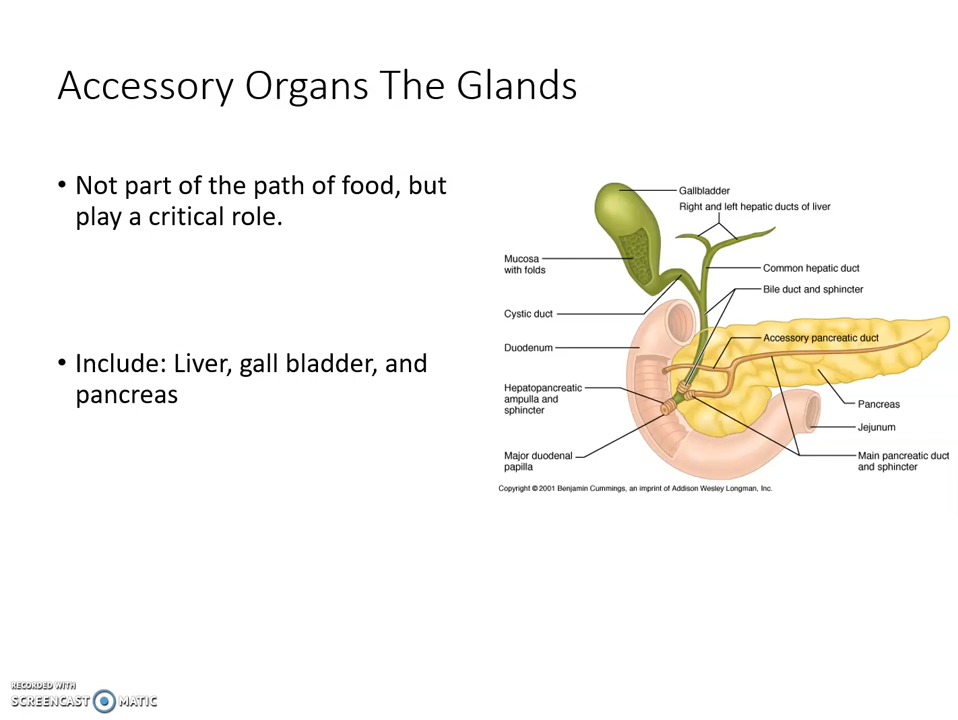 Accessory Organs The Glands
• Not part of the path of food, but
play a critical role.
• Include: Liver, gall bladder, and
pancreas
Gallbladder
Right and left hepatic ducts of liver
Mucosa
with folds
Common hepatic duct
Bile duct and sphincter
Cystic duct
Accessory pancreatic duct
Duodenum
Hepatopancreatic
ampulla and
sphincter
Pancreas
Jejunum
Major duodenal
papilla
Main pancreatic duct
and sphincter
Copyright © 2001 Benjamin Cummings, an imprint of Addison Wesley Longman, Inc.
RECORDED WITH
SCREENCAST MATIC